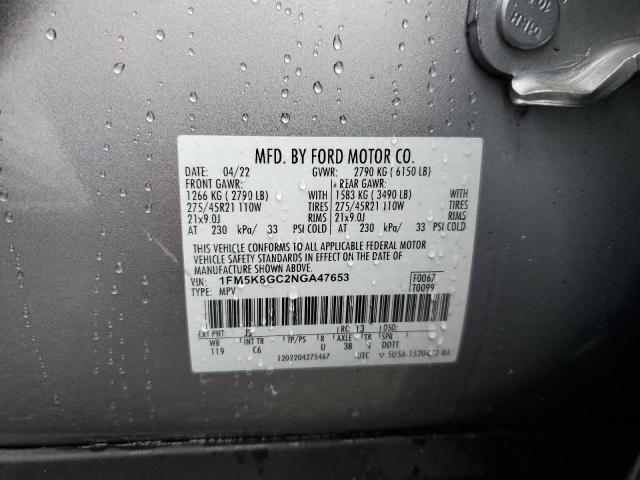 MFD. BY FORD MOTOR CO.
DATE: 04/22 GVWR: 2790 KG ( 6150 LB)
FRONT GAWR: REAR GAWR:
1266 KG ( 2790 LB) WITH 1583 KG ( 3490 LB) WITH
275/45R21 110W TIRES 275/45R21 110W TIRES
21x9.0J RIMS 21x9.0J RIMS
AT 230 kPa/ 33 PSI COLD AT 230 kPa/ 33 PSI COLD
THIS VEHICLE CONFORMS TO ALL APPLICABLE FEDERAL MOTOR
VEHICLE SAFETY STANDARDS IN EFFECT ON THE DATE OF
MANUFACTURE SHOWN ABOVE.
VIN: 1FM5K8GC2NGA47653 F0067
TYPE: MPV T0099
EXT PNT: JS RC: 13 DSO:
WB INT TR TP/PS R AXLE TR SPR
119 C6 U 3B DDTT
1202204275467 UTC